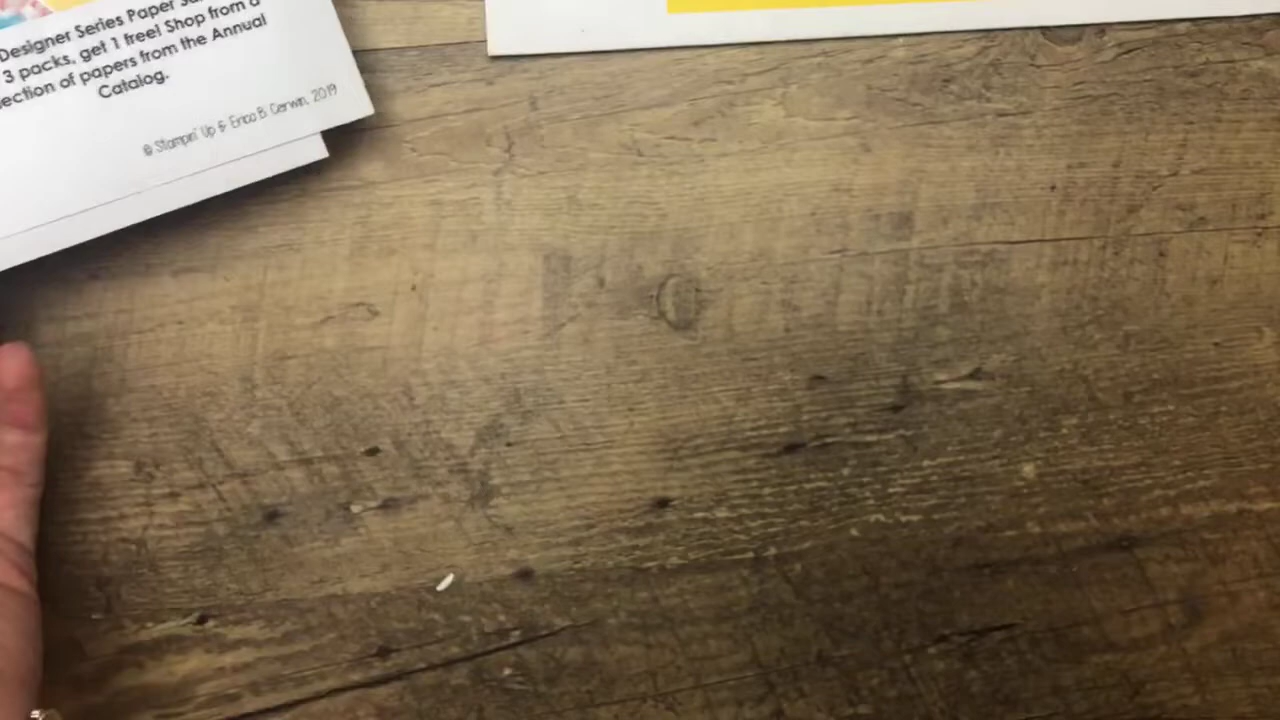 Designer Series Paper
3 packs, get 1 free! Shop from a
of papers from the Annual
Catalog.
© Stampin' Up & Erica B. Cerwin, 2019